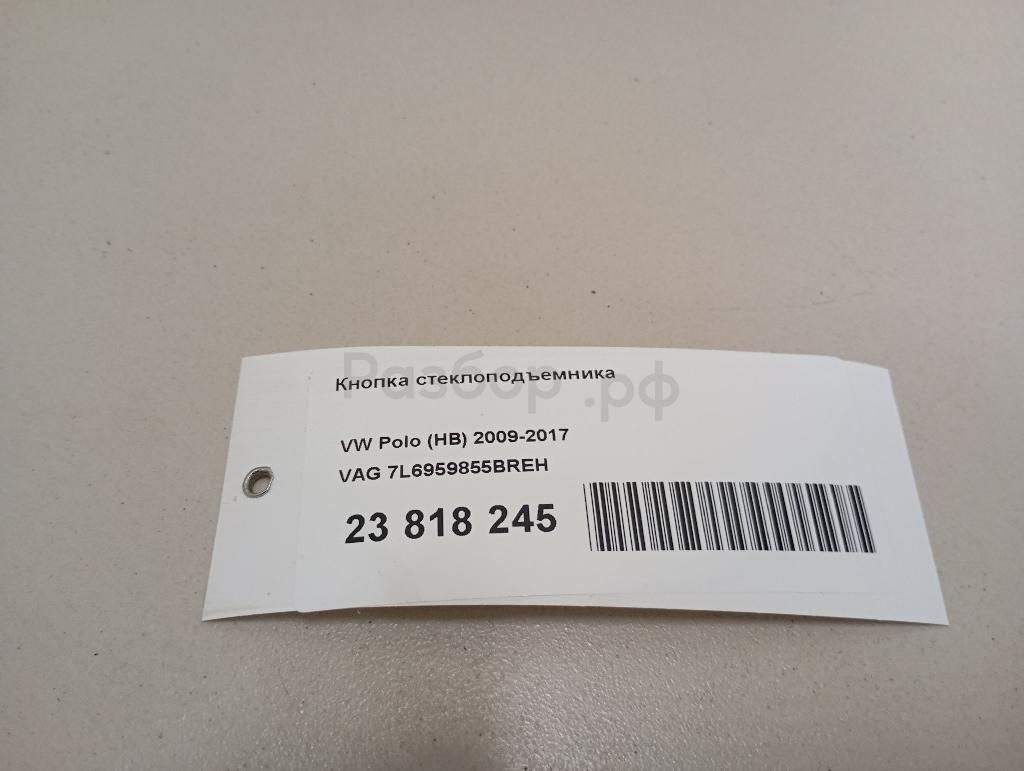 Разбор.рф
Кнопка стеклоподъемника
VW Polo (HB) 2009-2017
VAG 7L6959855BREH
23 818 245